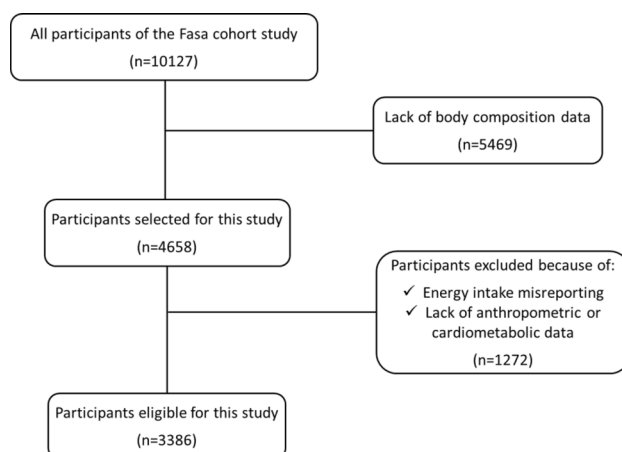 All participants of the Fasa cohort study
(n=10127)
Lack of body composition data
(n=5469)
Participants selected for this study
(n=4658)
Participants excluded because of:
✓ Energy intake misreporting
✓ Lack of anthropometric or
cardiometabolic data
(n=1272)
Participants eligible for this study
(n=3386)